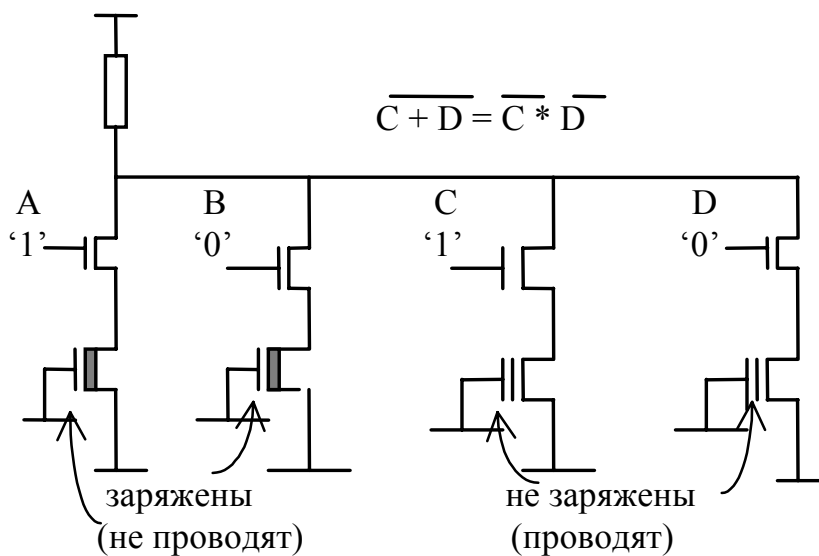 C + D = C * D
A B C D
‘1’ ‘0’ ‘1’ ‘0’
заряжены не заряжены
(не проводят) (проводят)